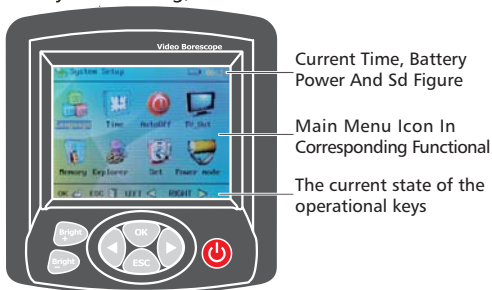 Video Borescope
System Setup
Time AutoOff TV_Out
Memory Explorer Set Power mode
OK ESC LEFT RIGHT
Bright
+
OK
Bright
-
ESC
Current Time, Battery
Power And Sd Figure
Main Menu Icon In
Corresponding Functional
The current state of the
operational keys